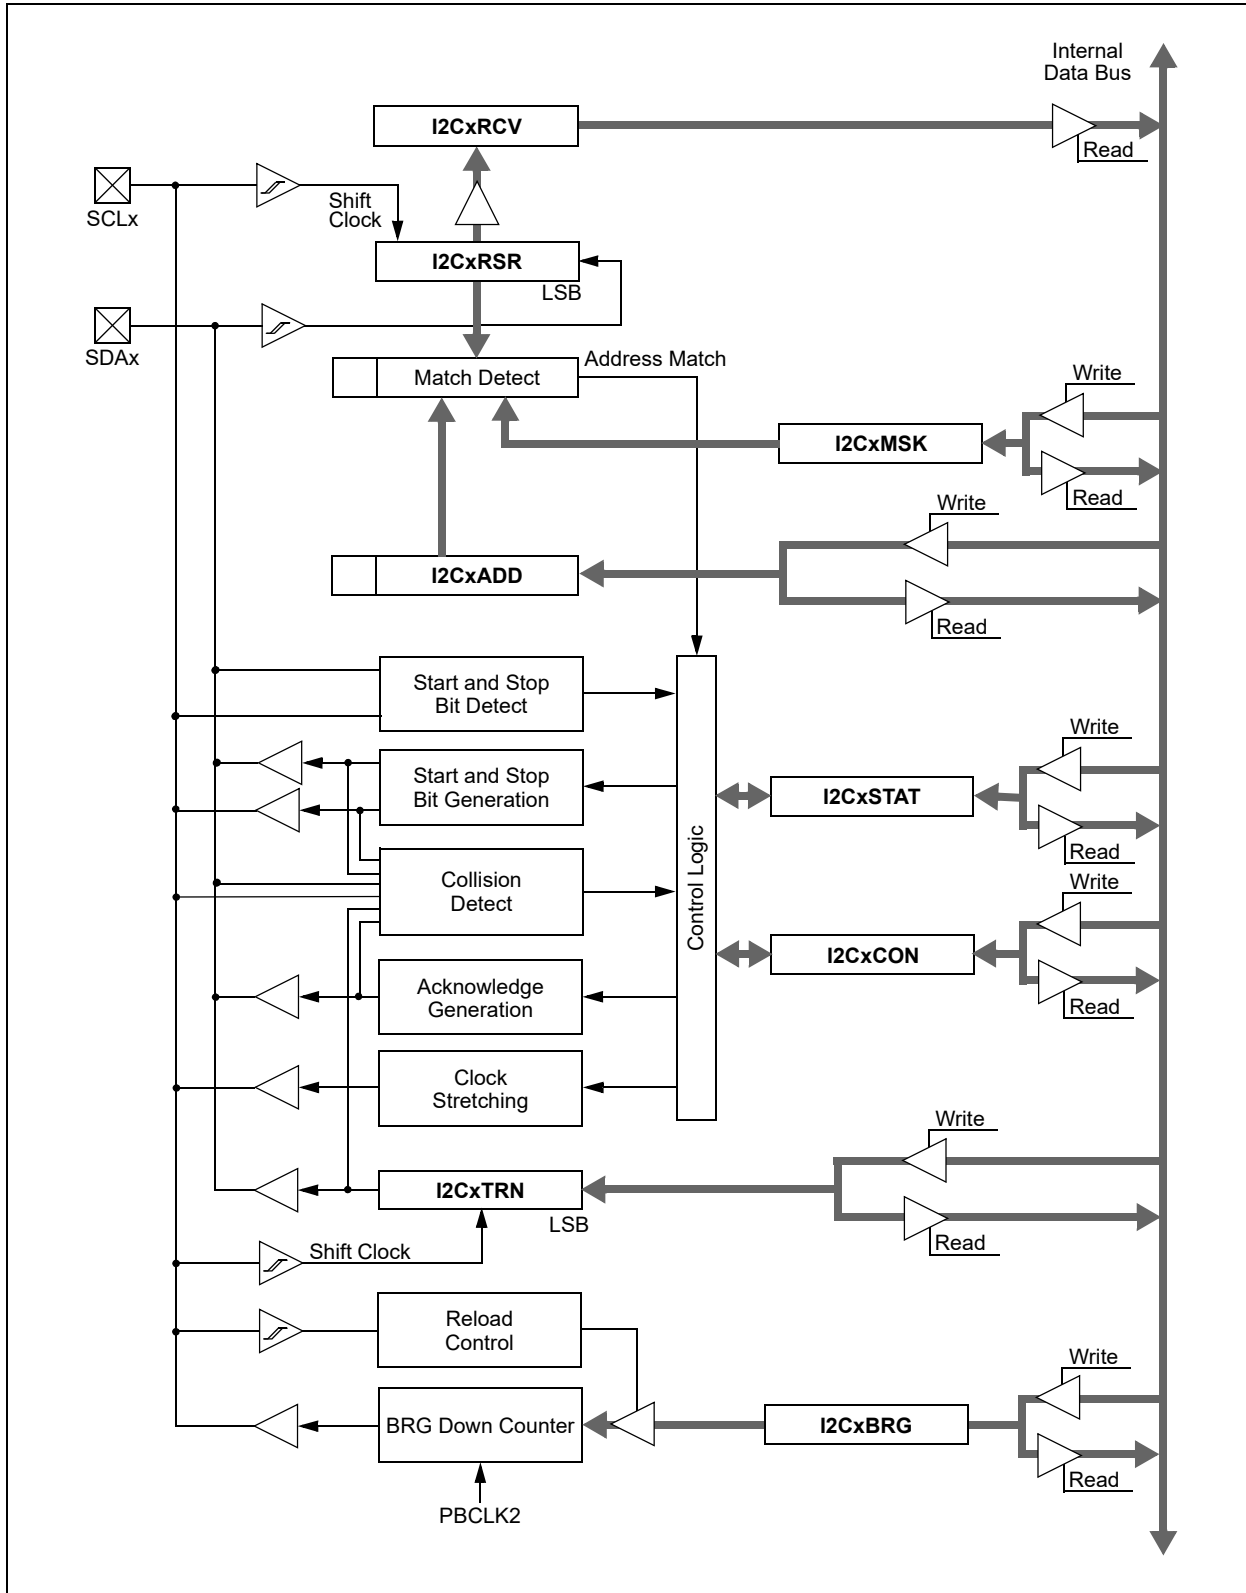 Internal
Data Bus
I2CxRCV
Read
SCLx
Shift
Clock
I2CxRSR
LSB
SDAx
Address Match
Match Detect
Write
I2CxMSK
Read
Write
I2CxADD
Read
Start and Stop
Bit Detect
Write
Start and Stop
Bit Generation
I2CxSTAT
Read
Control Logic
Collision
Detect
Write
I2CxCON
Read
Acknowledge
Generation
Clock
Stretching
Write
I2CxTRN
LSB
Read
Shift Clock
Reload
Control
Write
BRG Down Counter
I2CxBRG
Read
PBCLK2